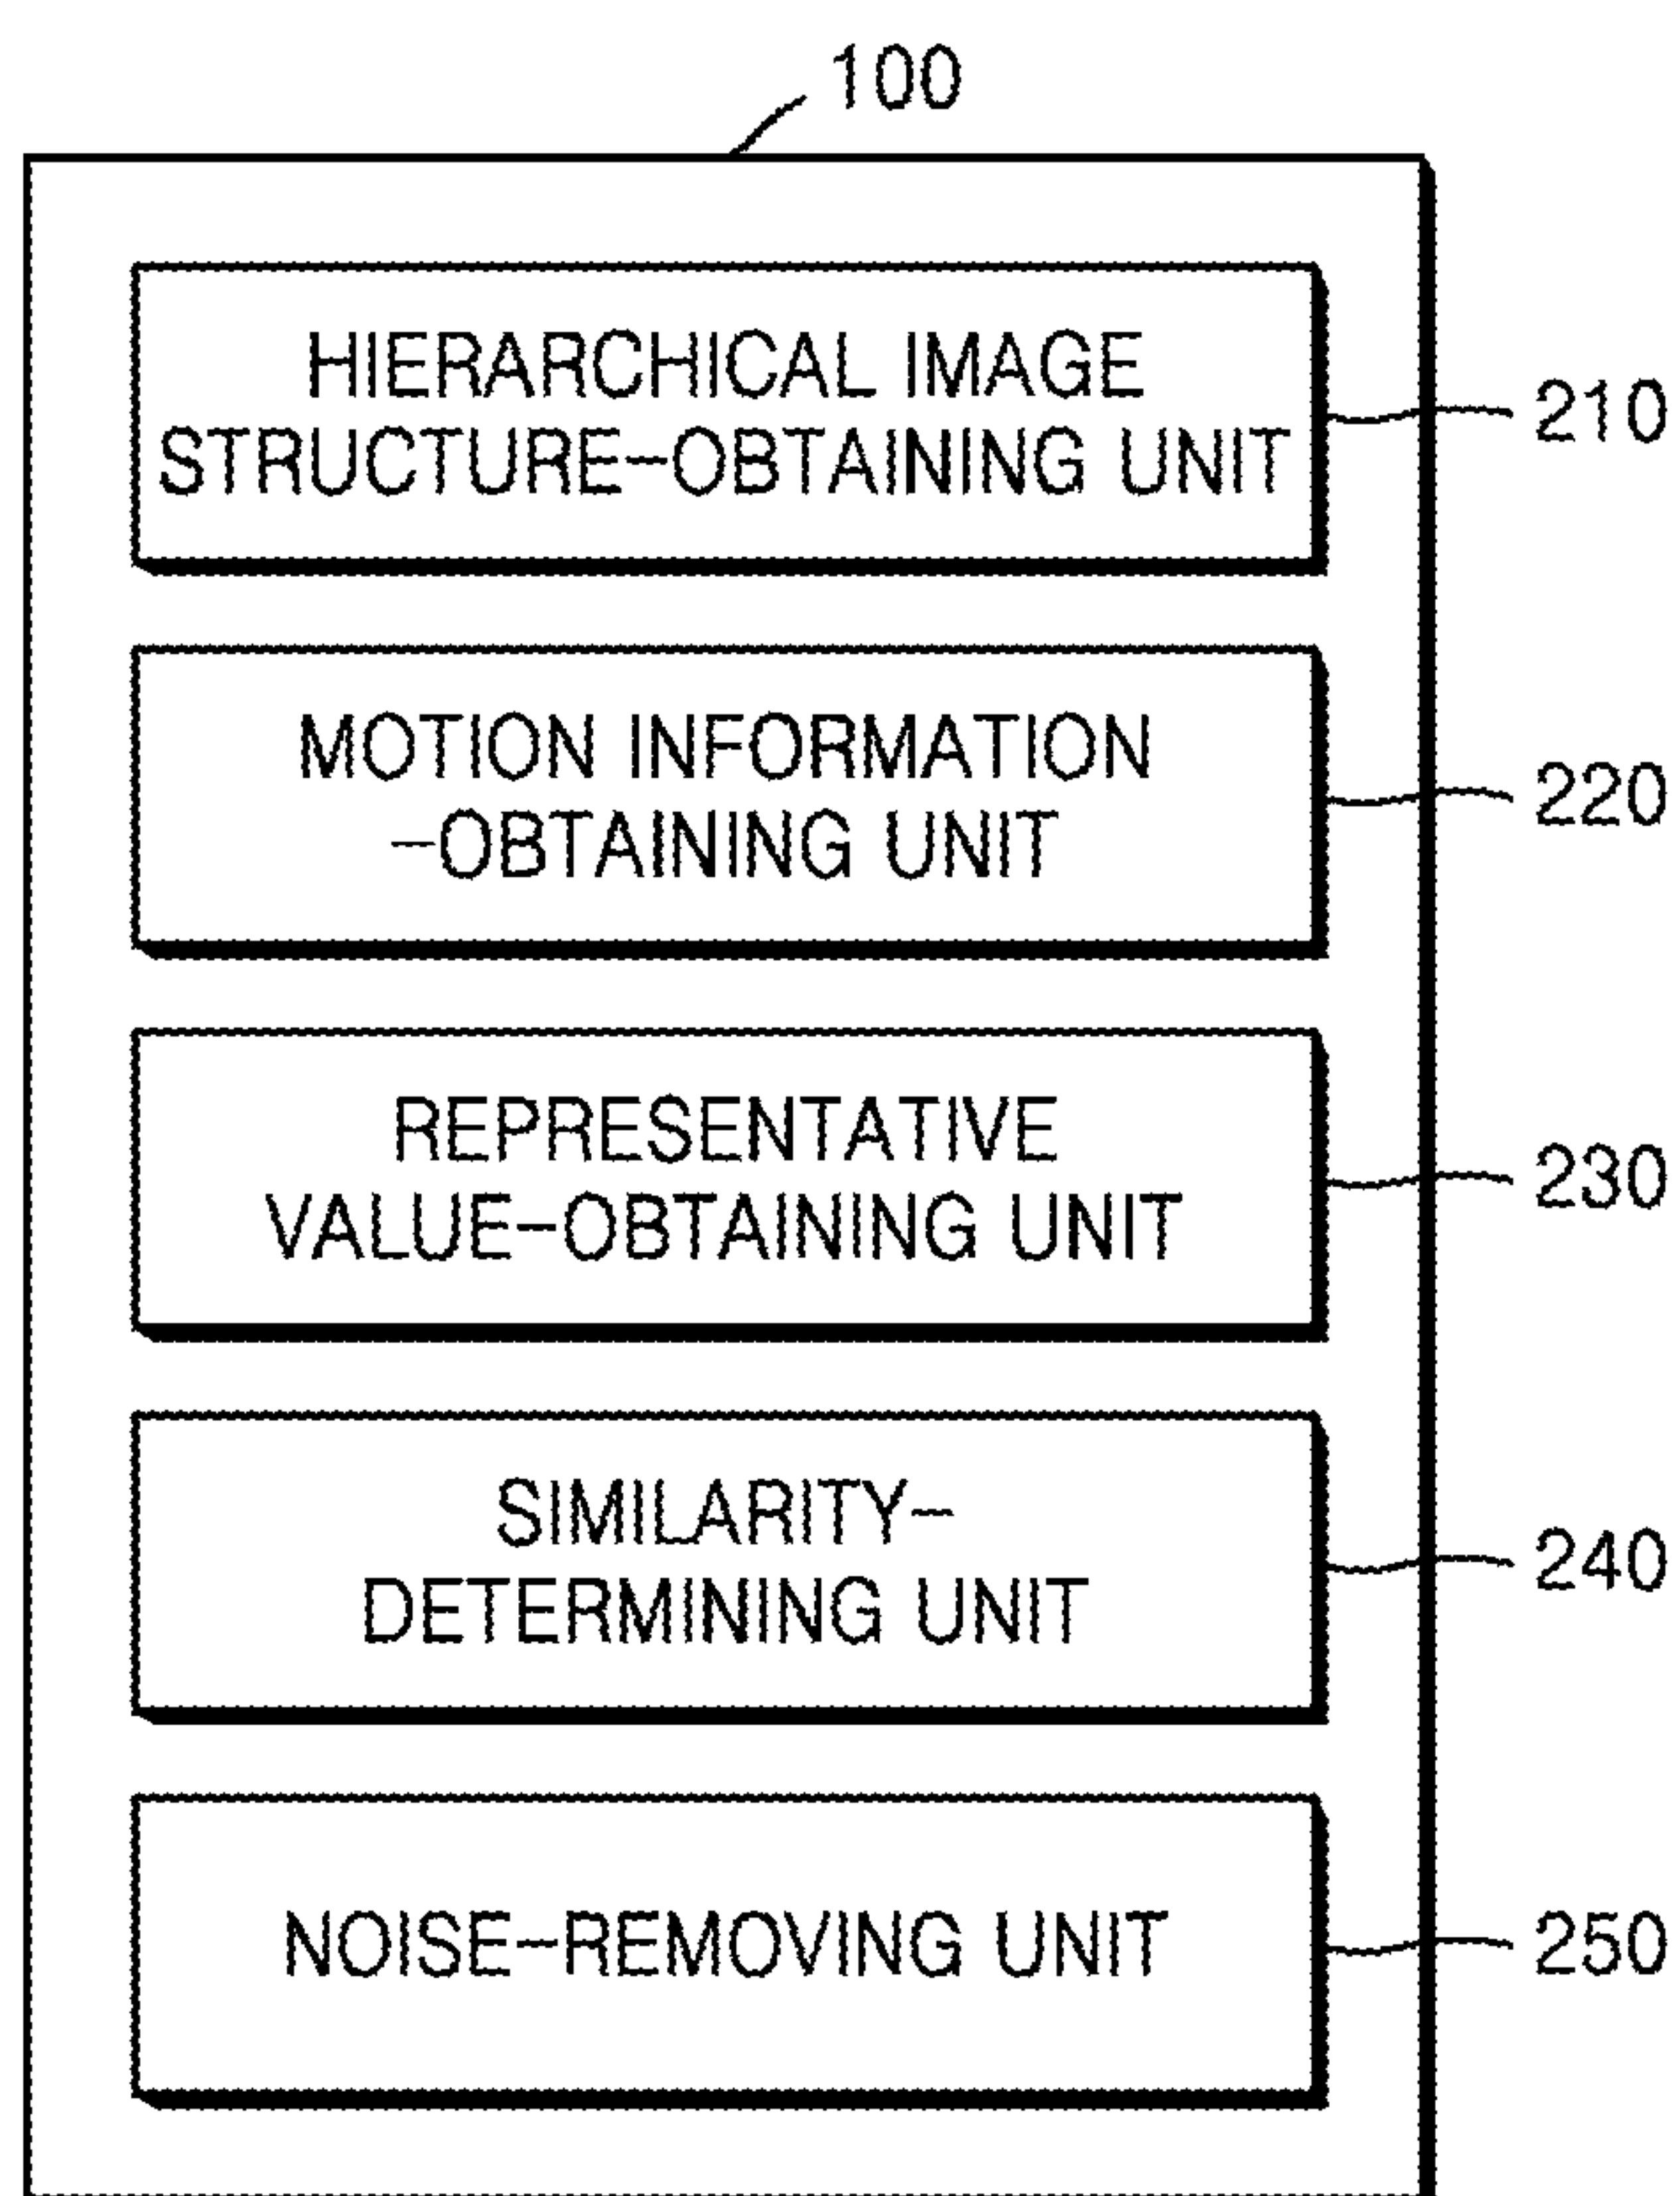 100
HIERARCHICAL IMAGE
STRUCTURE-OBTAINING UNIT
210
MOTION INFORMATION
-OBTAINING UNIT
220
REPRESENTATIVE
VALUE-OBTAINING UNIT
230
SIMILARITY-
DETERMINING UNIT
240
NOISE-REMOVING UNIT
250